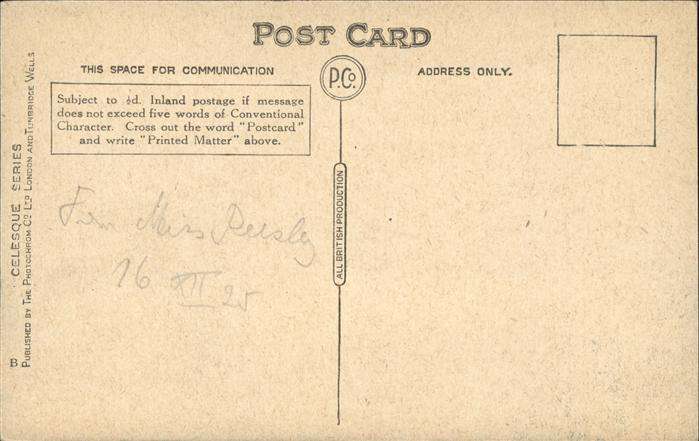 POST CARD
THIS SPACE FOR COMMUNICATION
P.Co.
ADDRESS ONLY.
Subject to ½d. Inland postage if message
does not exceed five words of Conventional
Character. Cross out the word "Postcard"
and write "Printed Matter" above.
ALL BRITISH PRODUCTION
Miss
16 XII 25
CELESQUE SERIES
B PUBLISHED BY THE PHOTOCHROM CO. LTD. LONDON AND TUNBRIDGE WELLS